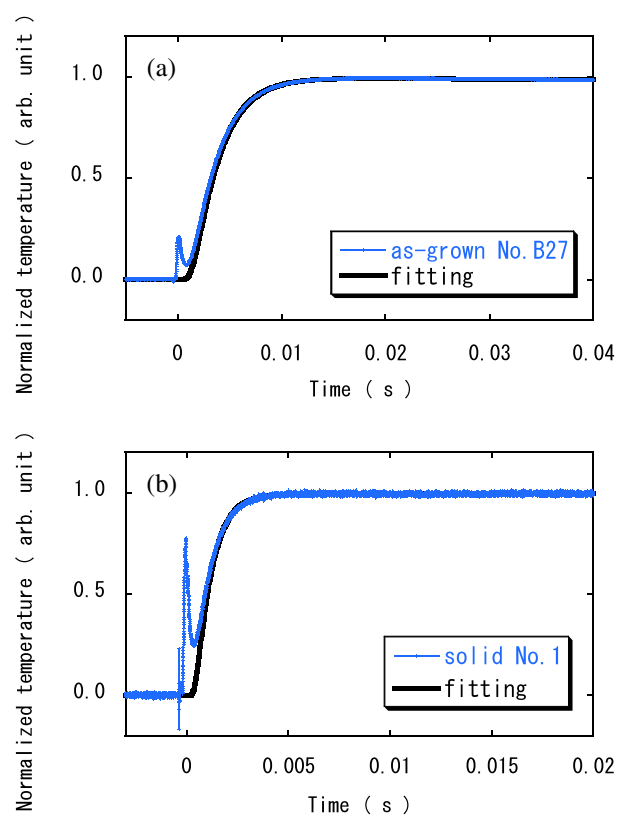 Normalized temperature ( arb. unit )
(a)
1.0
0.5
0.0
as-grown No.B27
fitting
0 0.01 0.02 0.03 0.04
Time ( s )
Normalized temperature ( arb. unit )
(b)
1.0
0.5
0.0
solid No.1
fitting
0 0.005 0.01 0.015 0.02
Time ( s )